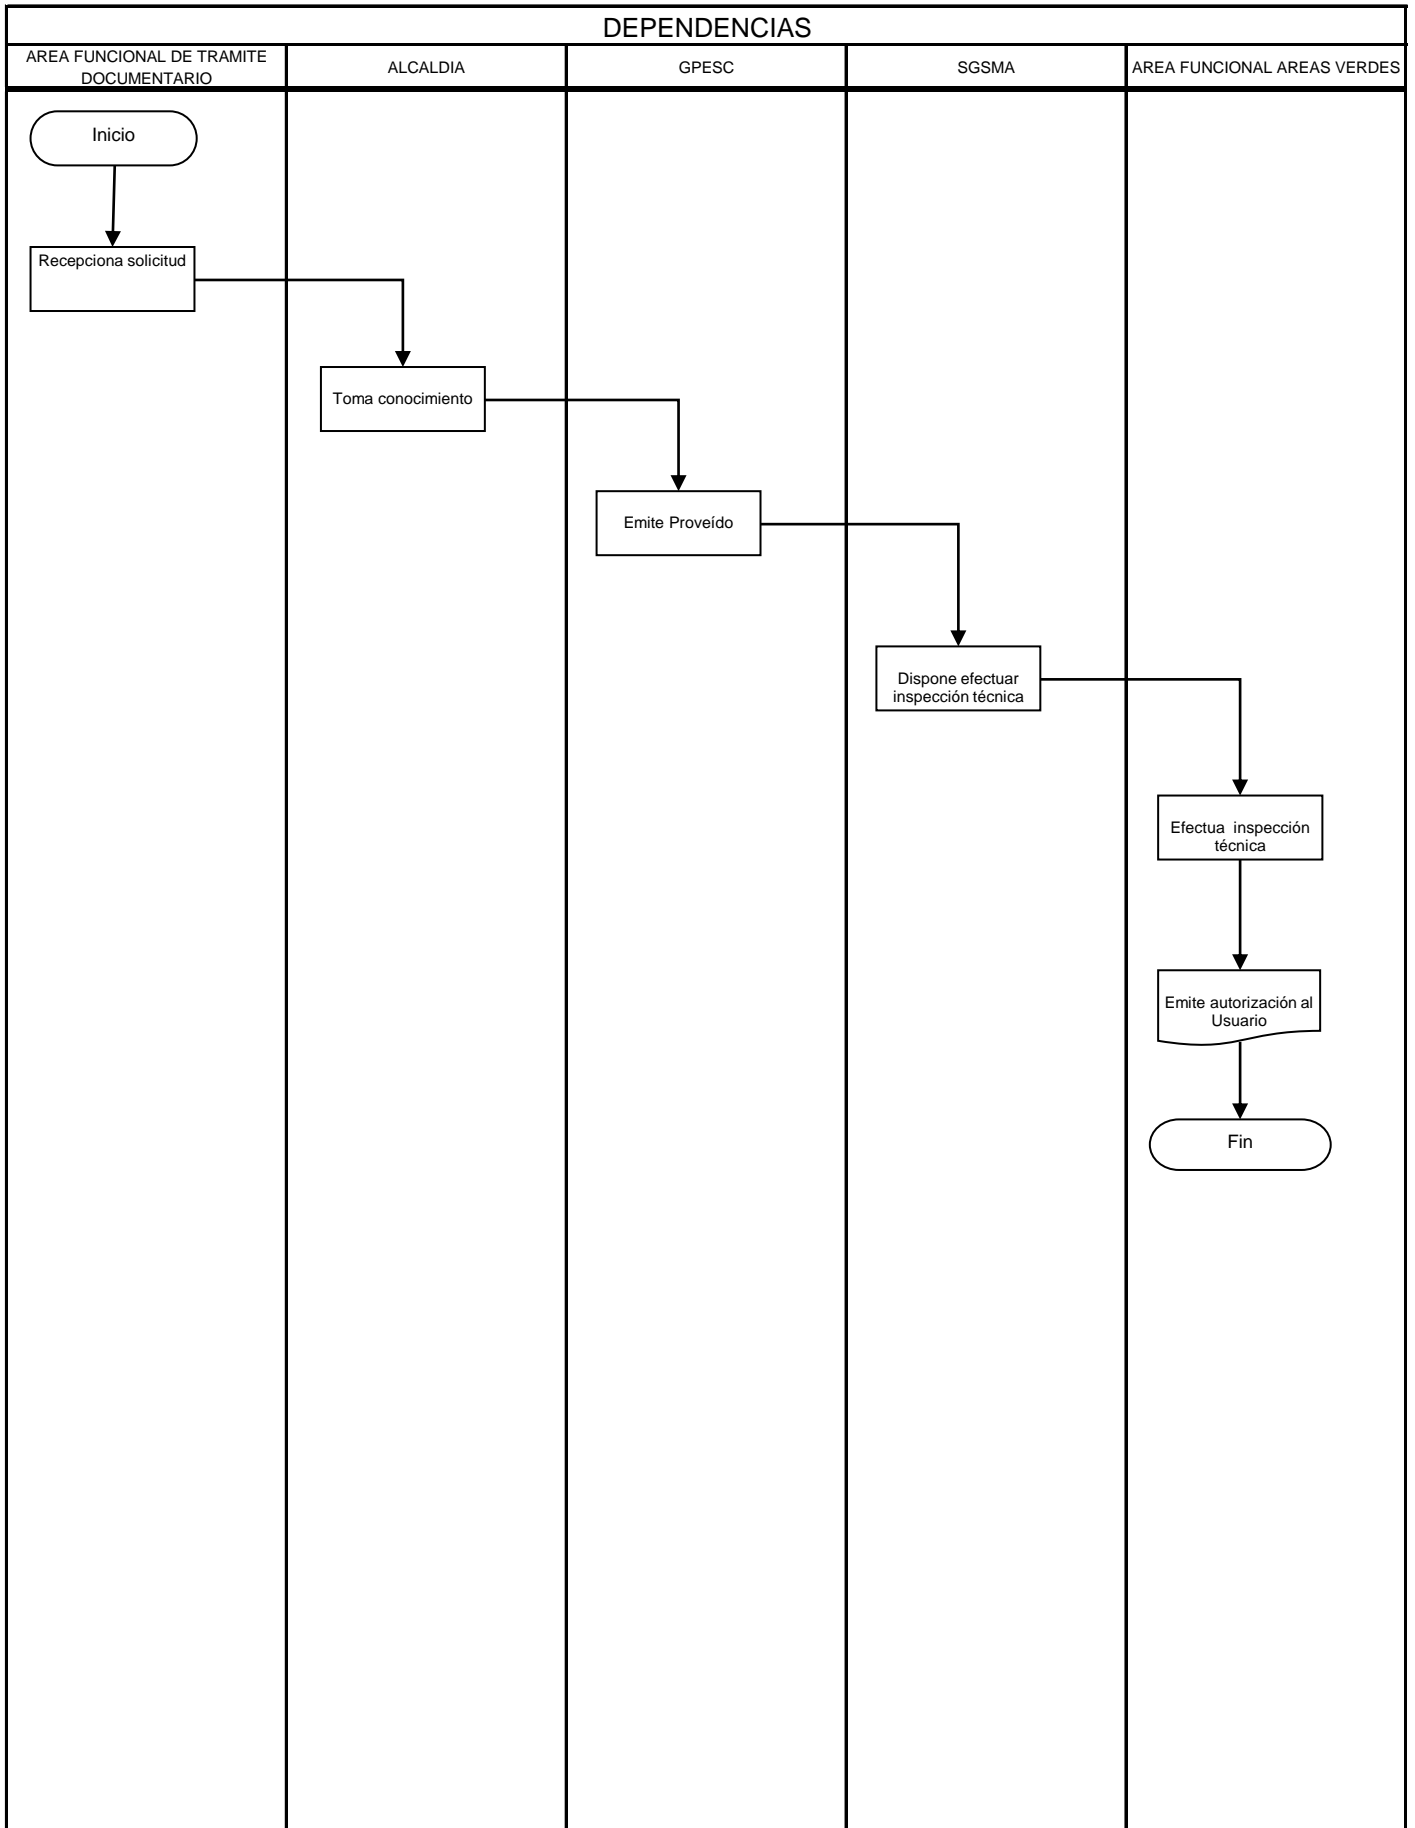 DEPENDENCIAS
AREA FUNCIONAL DE TRAMITE
DOCUMENTARIO
ALCALDIA
GPESC
SGSMA
AREA FUNCIONAL AREAS VERDES
Inicio
Recepciona solicitud
Toma conocimiento
Emite Proveído
Dispone efectuar
inspección técnica
Efectua inspección
técnica
Emite autorización al
Usuario
Fin